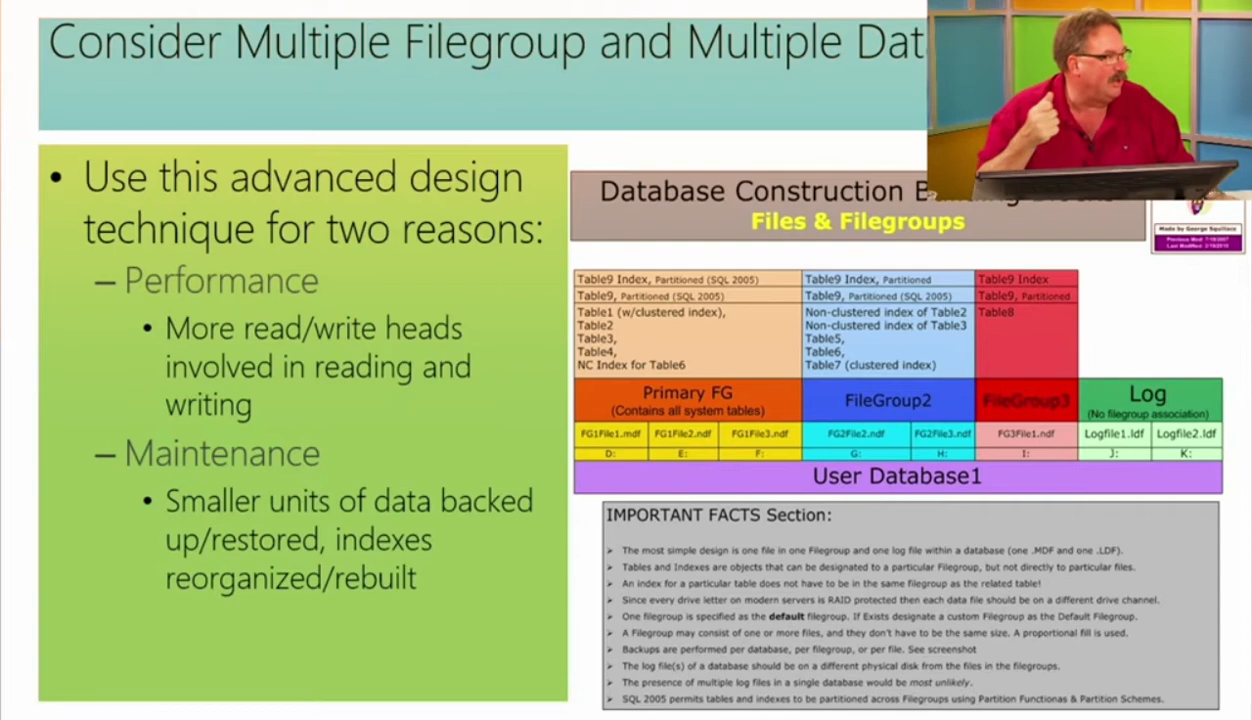 Consider Multiple Filegroup and Multiple Dat
• Use this advanced design
technique for two reasons:
– Performance
• More read/write heads
involved in reading and
writing
– Maintenance
• Smaller units of data backed
up/restored, indexes
reorganized/rebuilt
Database Construction B
Files & Filegroups
Made by George Squillace
Previous Mod: 7/18/2007
Table9 Index, Partitioned (SQL 2005)
Table9, Partitioned (SQL 2005)
Table1 (w/clustered index),
Table2
Table3,
Table4,
NC Index for Table6
Table9 Index, Partitioned
Table9, Partitioned (SQL 2005)
Non-clustered index of Table2
Non-clustered index of Table3
Table5,
Table6,
Table7 (clustered index)
Table9 Index
Table9, Partitioned
Table8
Primary FG
(Contains all system tables)
FileGroup2
FileGroup3
Log
(No filegroup association)
FG1File1.mdf
FG1File2.ndf
FG1File3.ndf
FG2File2.ndf
FG2File3.ndf
FG3File1.ndf
Logfile1.ldf
Logfile2.ldf
D:
E:
F:
G:
H:
I:
J:
K:
User Database1
IMPORTANT FACTS Section:
➢ The most simple design is one file in one Filegroup and one log file within a database (one .MDF and one .LDF).
➢ Tables and Indexes are objects that can be designated to a particular Filegroup, but not directly to particular files.
➢ An index for a particular table does not have to be in the same filegroup as the related table!
➢ Since every drive letter on modern servers is RAID protected then each data file should be on a different drive channel.
➢ One filegroup is specified as the default filegroup. If Exists designate a custom Filegroup as the Default Filegroup.
➢ A Filegroup may consist of one or more files, and they don't have to be the same size. A proportional fill is used.
➢ Backups are performed per database, per filegroup, or per file. See screenshot
➢ The log file(s) of a database should be on a different physical disk from the files in the filegroups.
➢ The presence of multiple log files in a single database would be most unlikely.
➢ SQL 2005 permits tables and indexes to be partitioned across Filegroups using Partition Functionas & Partition Schemes.